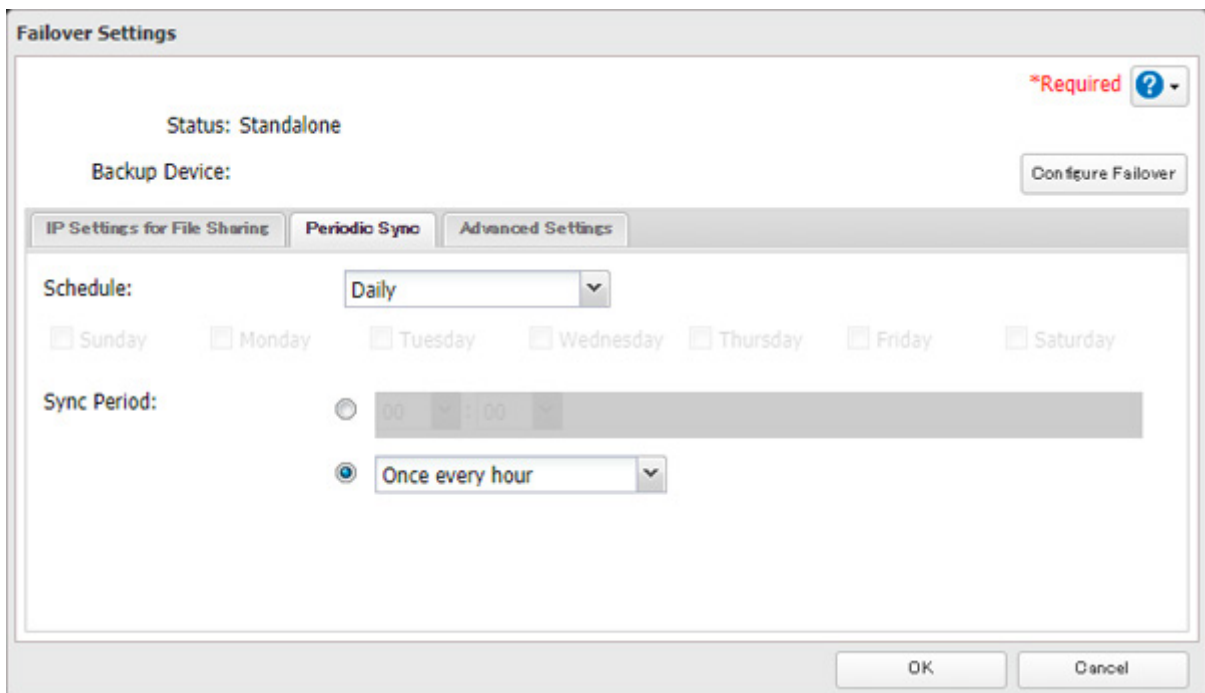 Failover Settings
*Required ?
Status: Standalone
Backup Device:
Configure Failover
IP Settings for File Sharing Periodic Sync Advanced Settings
Schedule: Daily
Sunday Monday Tuesday Wednesday Thursday Friday Saturday
Sync Period: 00 : 00
Once every hour
OK Cancel